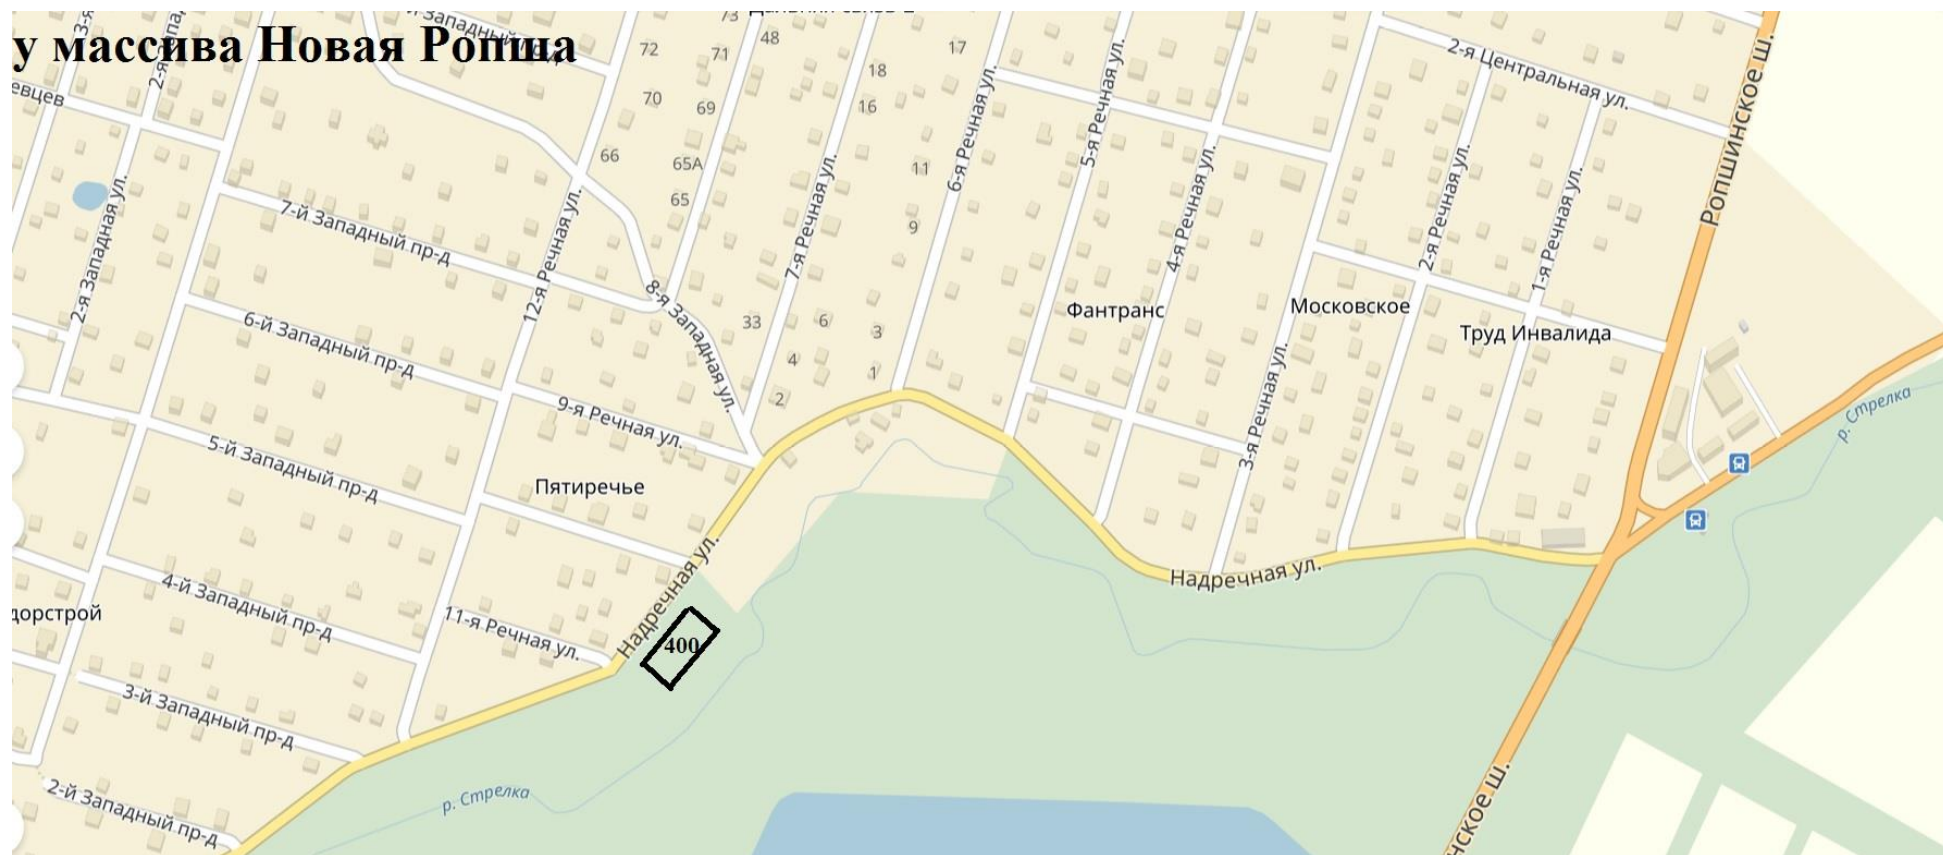 у массива Новая Ропша
2-я Центральная ул.
Ропшинское ш.
73
48
72
71
17
18
70
69
16
66
65А
65
11
9
евцев
2-я Западная ул.
7-й Западный пр-д
12-я Речная ул.
7-я Речная ул.
6-я Речная ул.
5-я Речная ул.
4-я Речная ул.
2-я Речная ул.
1-я Речная ул.
8-я Западная ул.
33
6
3
4
1
2
Фантранс
Московское
Труд Инвалида
6-й Западный пр-д
9-я Речная ул.
3-я Речная ул.
р. Стрелка
5-й Западный пр-д
Пятиречье
Надречная ул.
Надречная ул.
4-й Западный пр-д
11-я Речная ул.
дорстрой
400
3-й Западный пр-д
2-й Западный пр-д
р. Стрелка
нское ш.